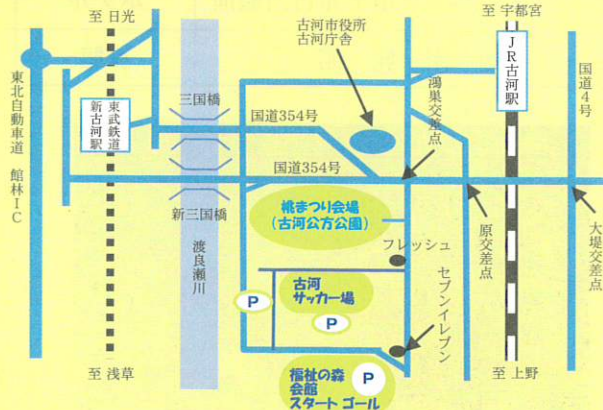 至 日光
至 宇都宮
古河市役所
古河庁舎
JR古河駅
国道4号
鴻巣交差点
三国橋
国道354号
東武鉄道
新古河駅
東北自動車道 館林IC
国道354号
新三国橋
桃まつり会場
(古河公方公園)
渡良瀬川
フレッシュ
原交差点
大堤交差点
セブンイレブン
古河
サッカー場
P
P
至 浅草
福祉の森
会館
スタート ゴール
P
至 上野